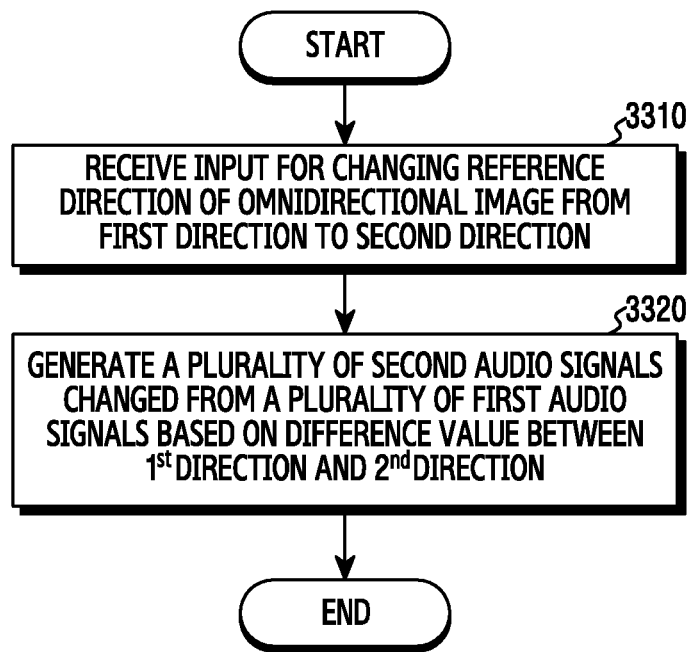 START
3310
RECEIVE INPUT FOR CHANGING REFERENCE
DIRECTION OF OMNIDIRECTIONAL IMAGE FROM
FIRST DIRECTION TO SECOND DIRECTION
3320
GENERATE A PLURALITY OF SECOND AUDIO SIGNALS
CHANGED FROM A PLURALITY OF FIRST AUDIO
SIGNALS BASED ON DIFFERENCE VALUE BETWEEN
1st DIRECTION AND 2nd DIRECTION
END